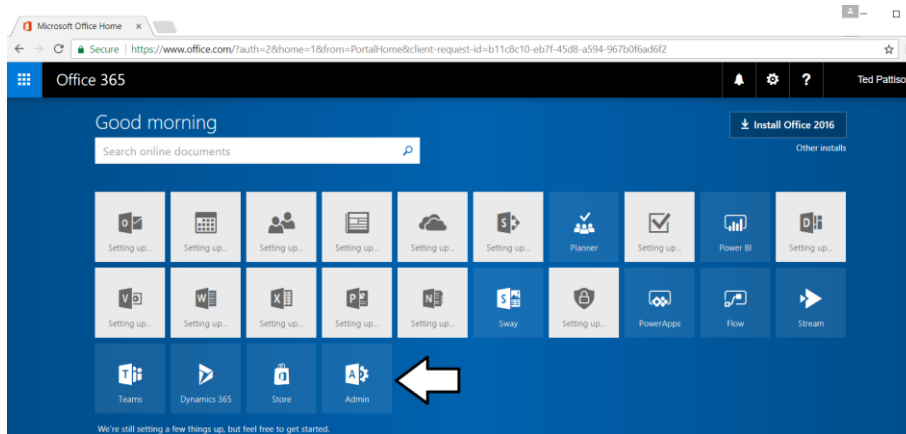 Microsoft Office Home
Secure | https://www.office.com/?auth=2&home=1&from=PortalHome&client-request-id=b11c8c10-eb7f-45d8-a594-967b0f6ad6f2
Office 365 ? Ted Pattiso
Good morning
Install Office 2016
Search online documents
Other installs
Setting up... Setting up... Setting up... Setting up... Setting up... Setting up... Planner Setting up... Power BI Setting up...
Setting up... Setting up... Setting up... Setting up... Setting up... Sway Setting up... PowerApps Flow Stream
Teams Dynamics 365 Store Admin
We're still setting a few things up, but feel free to get started.